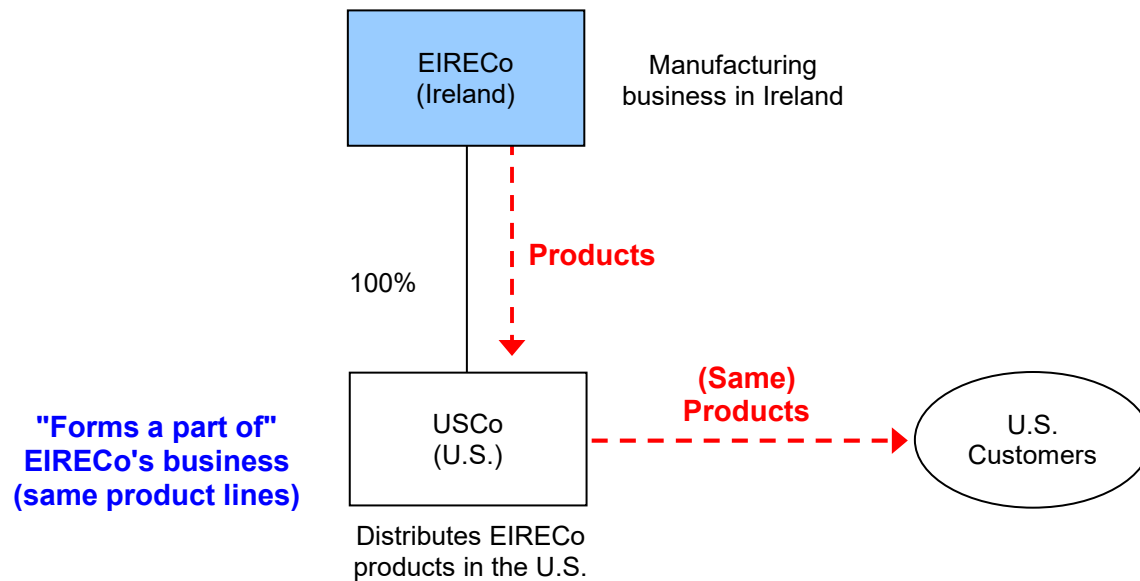 EIRECo
(Ireland)
Manufacturing
business in Ireland
Products
100%
(Same)
Products
"Forms a part of"
EIRECo's business
(same product lines)
USCo
(U.S.)
U.S.
Customers
Distributes EIRECo
products in the U.S.